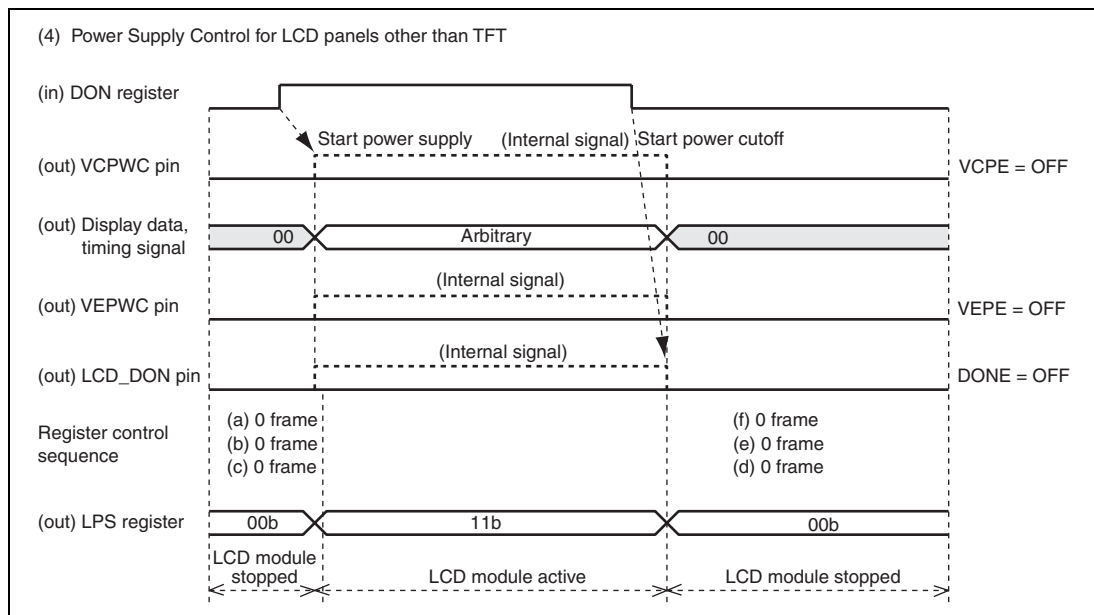 (4) Power Supply Control for LCD panels other than TFT
(in) DON register
Start power supply
(Internal signal)
Start power cutoff
(out) VCPWC pin
VCPE = OFF
(out) Display data,
timing signal
00
Arbitrary
00
(Internal signal)
(out) VEPWC pin
VEPE = OFF
(Internal signal)
(out) LCD_DON pin
DONE = OFF
Register control
sequence
(a) 0 frame
(b) 0 frame
(c) 0 frame
(f) 0 frame
(e) 0 frame
(d) 0 frame
(out) LPS register
00b
11b
00b
LCD module
stopped
LCD module active
LCD module stopped